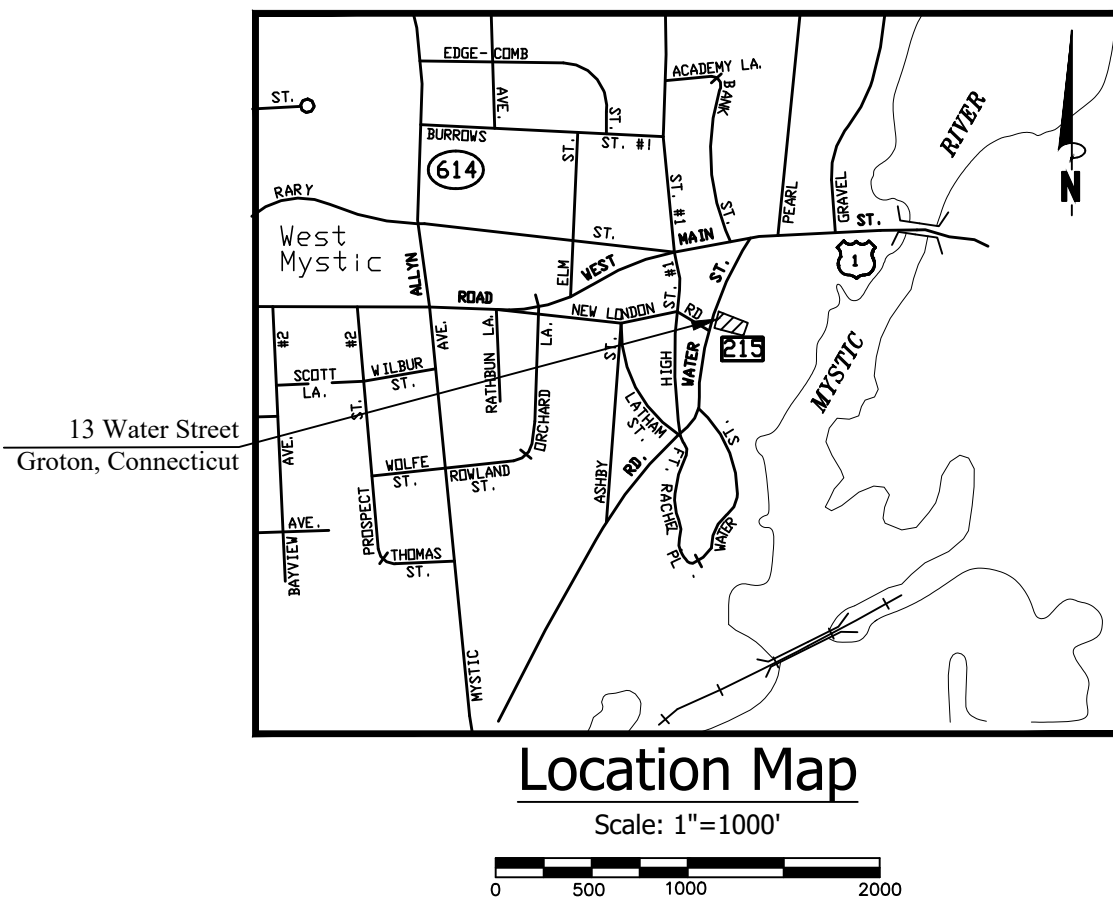 EDGE-COMB
AVE.
ST.
ACADEMY LA.
BANK
ST.
ST.
BURROWS
ST. #1
614
ST.
ST. #1
PEARL
GRAVEL
RIVER
N
RARY
ST.
MAIN
ST.
West
Mystic
ALLYN
ELM
WEST
ST. #1
ST.
1
ROAD
NEW LONDON
RD
215
#2
#2
AVE.
LA.
LA.
ST.
HIGH
WATER
MYSTIC
SCOTT
LA.
WILBUR
ST.
RATHBUN
ORCHARD
LATHAM
ST.
13 Water Street
Groton, Connecticut
AVE.
ST.
WOLFE
ST.
ROWLAND
ST.
ASHBY
RD.
FT. RACHEL PL.
ST.
WATER
AVE.
BAYVIEW
PROSPECT
THOMAS
ST.
MYSTIC
Location Map
Scale: 1"=1000'
0 500 1000 2000